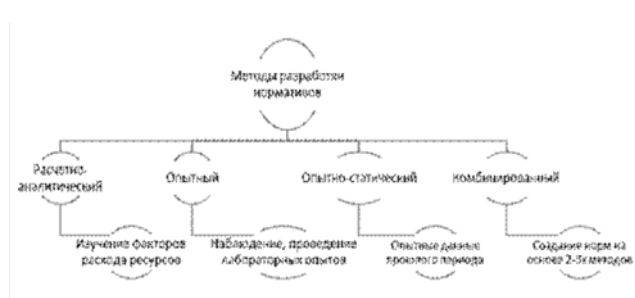 Методы разработки
нормативов
Расчетно-
аналитический
Опытный
Опытно-статический
Комбинированный
Изучение факторов
расхода ресурсов
Наблюдение, проведение
лабораторных опытов
Опытные данные
прошлого периода
Создание норм на
основе 2-3х методов